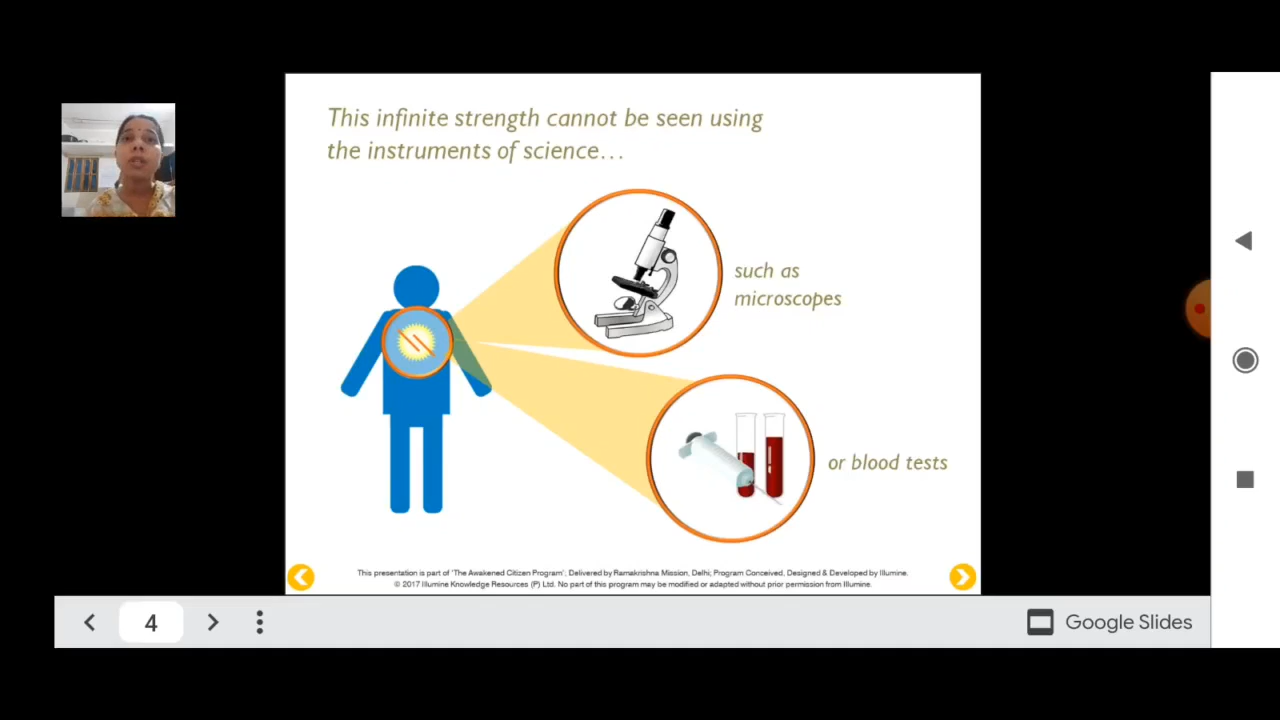 This infinite strength cannot be seen using
the instruments of science...
such as
microscopes
or blood tests
This presentation is part of 'The Awakened Citizen Program'; Delivered by Ramakrishna Mission, Delhi; Program Conceived, Designed & Developed by Illumine.
© 2017 Illumine Knowledge Resources (P) Ltd. No part of this program may be modified or adapted without prior permission from Illumine.
4
Google Slides